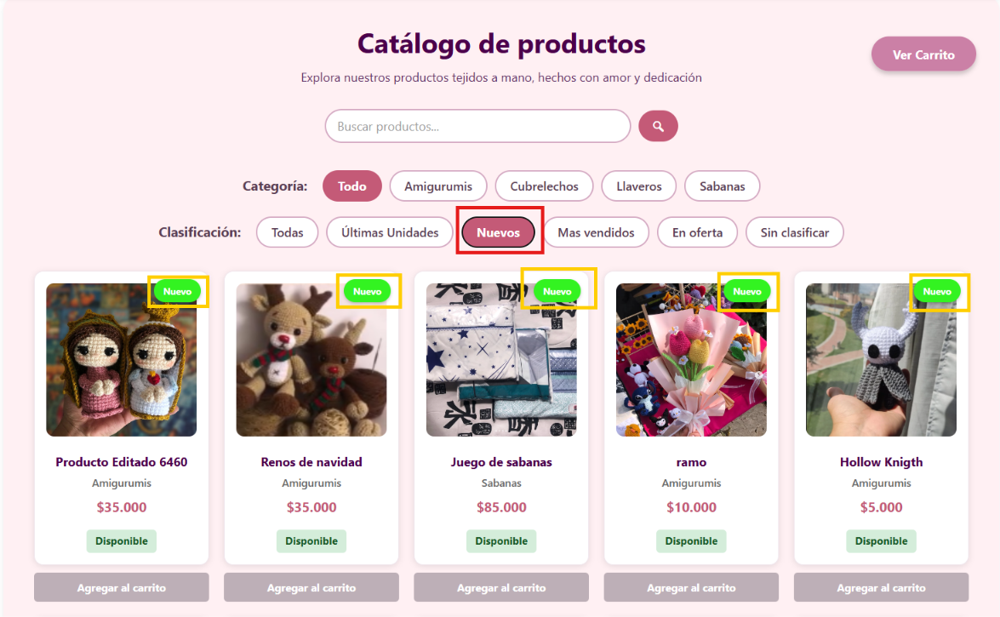 Catálogo de productos
Ver Carrito
Explora nuestros productos tejidos a mano, hechos con amor y dedicación
Buscar productos...
Categoría: Todo Amigurumis Cubrelechos Llaveros Sabanas
Clasificación: Todas Últimas Unidades Nuevos Mas vendidos En oferta Sin clasificar
Nuevo Nuevo Nuevo Nuevo Nuevo
Producto Editado 6460 Renos de navidad Juego de sabanas ramo Hollow Knigth
Amigurumis Amigurumis Sabanas Amigurumis Amigurumis
$35.000 $35.000 $85.000 $10.000 $5.000
Disponible Disponible Disponible Disponible Disponible
Agregar al carrito Agregar al carrito Agregar al carrito Agregar al carrito Agregar al carrito